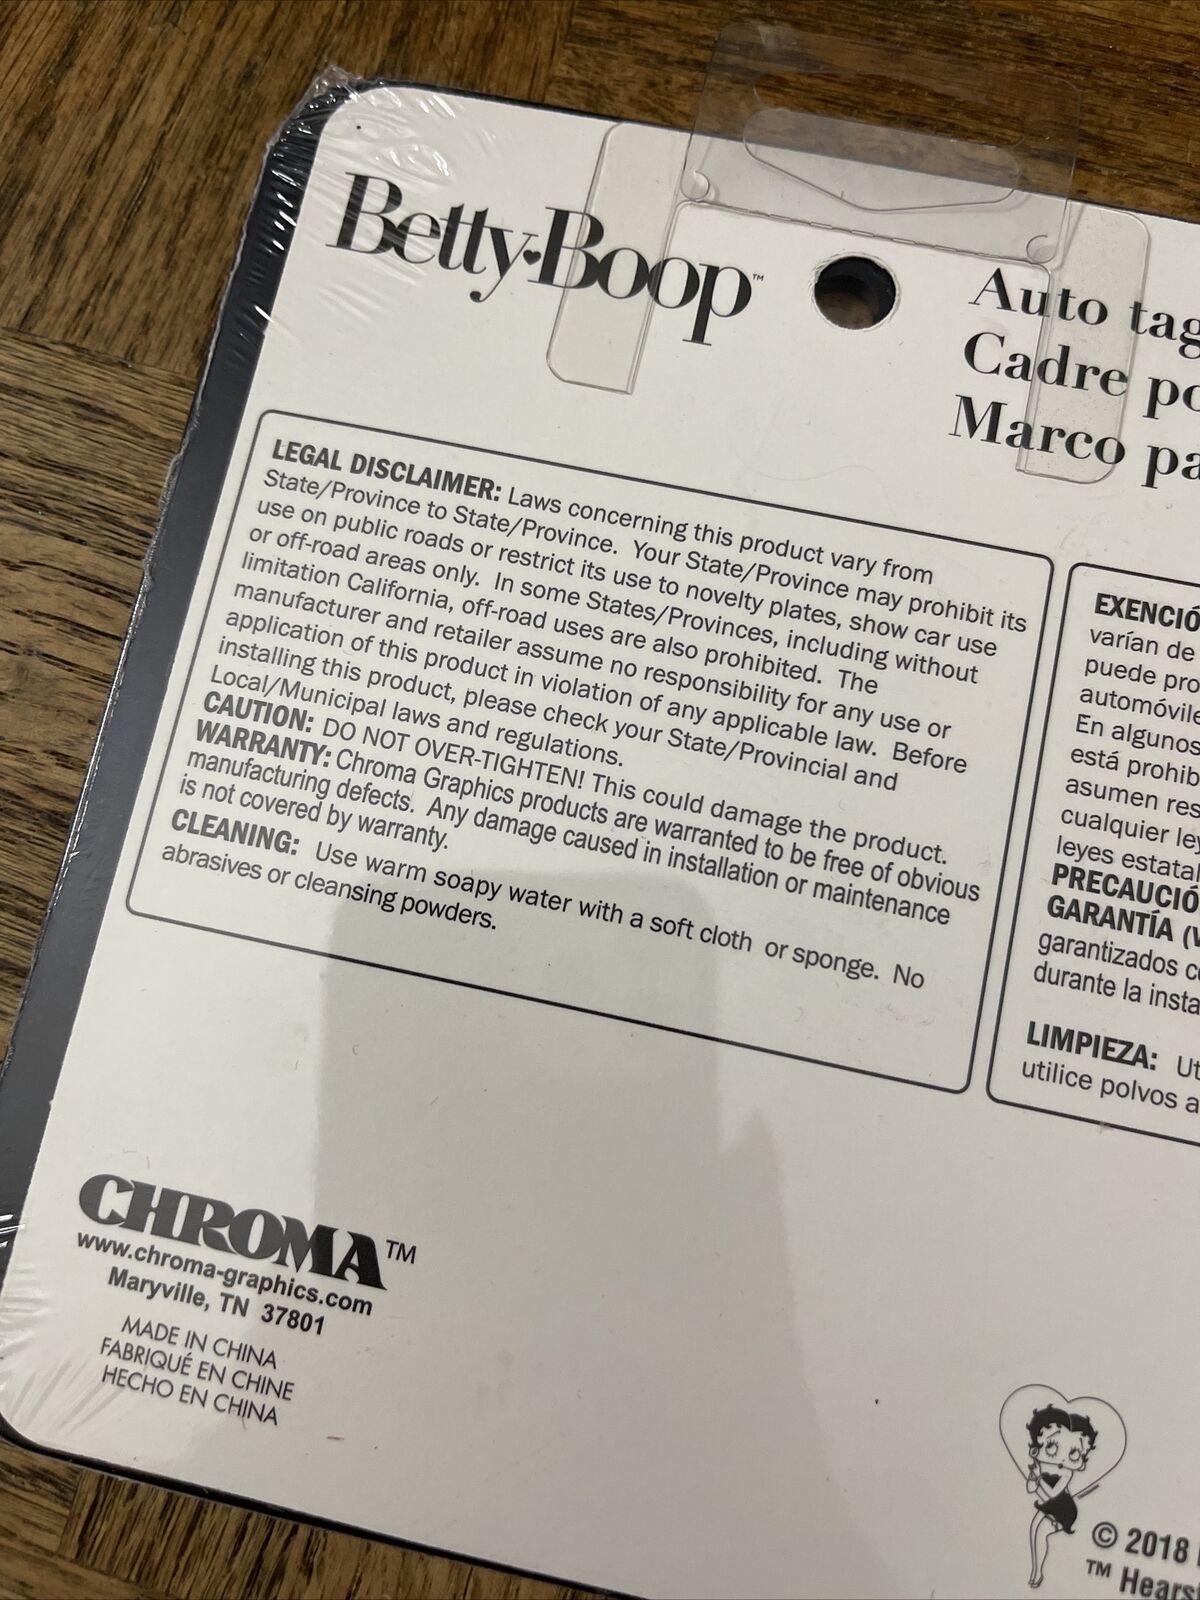 Betty Boop™
Auto tag
Cadre po
Marco pa
LEGAL DISCLAIMER: Laws concerning this product vary from
State/Province to State/Province. Your State/Province may prohibit its
use on public roads or restrict its use to novelty plates, show car use
or off-road areas only. In some States/Provinces, including without
limitation California, off-road uses are also prohibited. The
manufacturer and retailer assume no responsibility for any use or
application of this product in violation of any applicable law. Before
installing this product, please check your State/Provincial and
Local/Municipal laws and regulations.
CAUTION: DO NOT OVER-TIGHTEN! This could damage the product.
WARRANTY: Chroma Graphics products are warranted to be free of obvious
manufacturing defects. Any damage caused in installation or maintenance
is not covered by warranty.
CLEANING: Use warm soapy water with a soft cloth or sponge. No
abrasives or cleansing powders.
EXENCIÓ
varían de
puede pro
automóvile
En algunos
está prohib
asumen res
cualquier ley
leyes estatal
PRECAUCIÓ
GARANTÍA (V
garantizados co
durante la insta
LIMPIEZA: Ut
utilice polvos a
CHROMA™
www.chroma-graphics.com
Maryville, TN 37801
MADE IN CHINA
FABRIQUÉ EN CHINE
HECHO EN CHINA
© 2018
™ Hearst